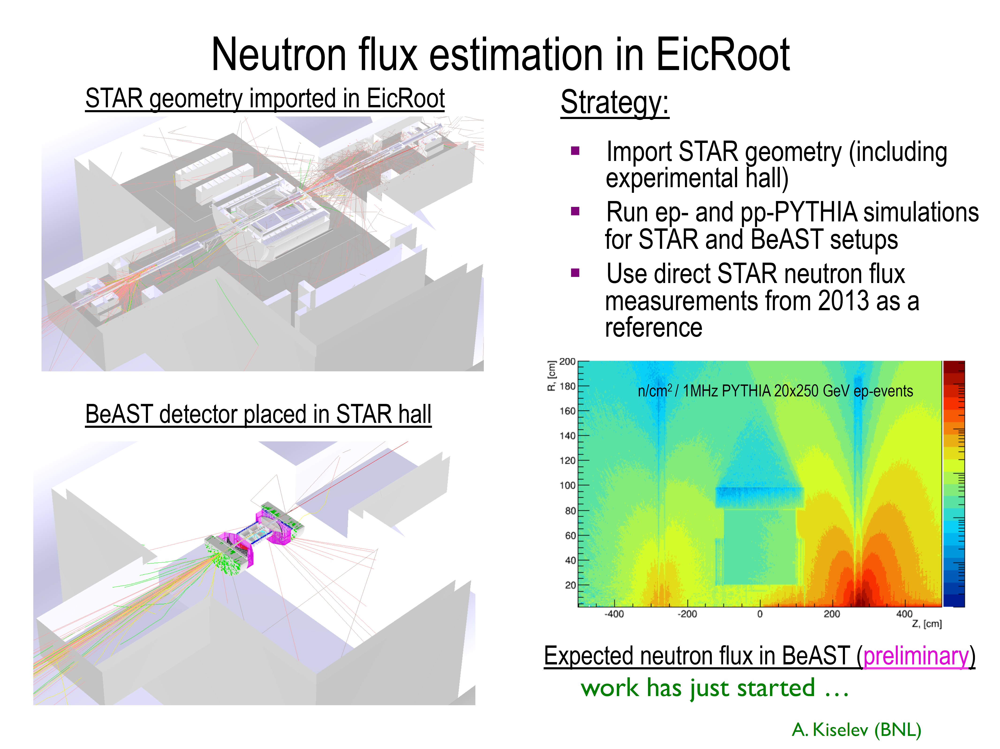 Neutron flux estimation in EicRoot
STAR geometry imported in EicRoot
BeAST detector placed in STAR hall
Strategy:
▪ Import STAR geometry (including
experimental hall)
▪ Run ep- and pp-PYTHIA simulations
for STAR and BeAST setups
▪ Use direct STAR neutron flux
measurements from 2013 as a
reference
R, [cm]
200
180
160
140
120
100
80
60
40
20
n/cm² / 1MHz PYTHIA 20x250 GeV ep-events
-400 -200 0 200 400
Z, [cm]
Expected neutron flux in BeAST (preliminary)
work has just started …
A. Kiselev (BNL)